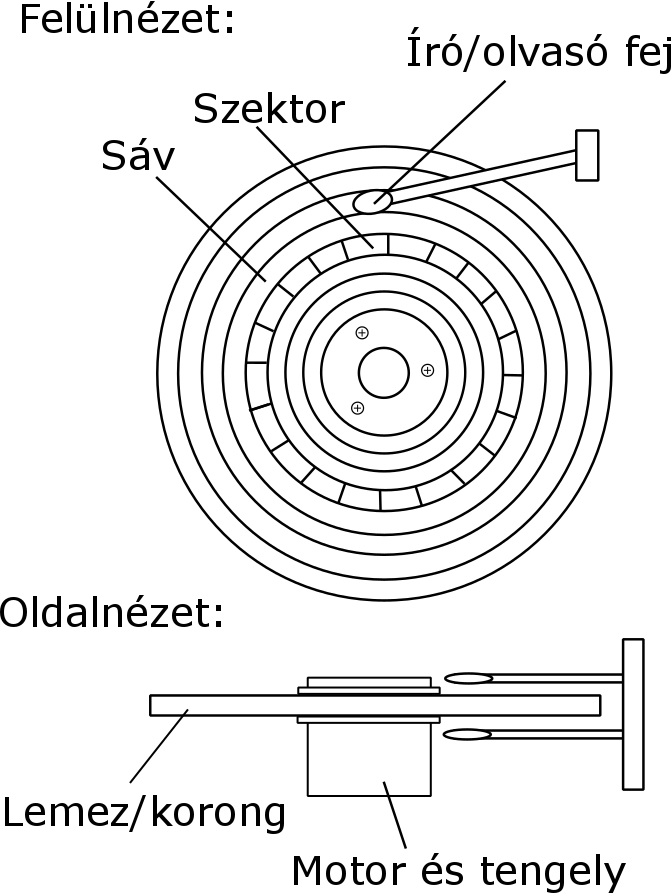 Felülnézet:
Író/olvasó fej
Szektor
Sáv
Oldalnézet:
Lemez/korong
Motor és tengely